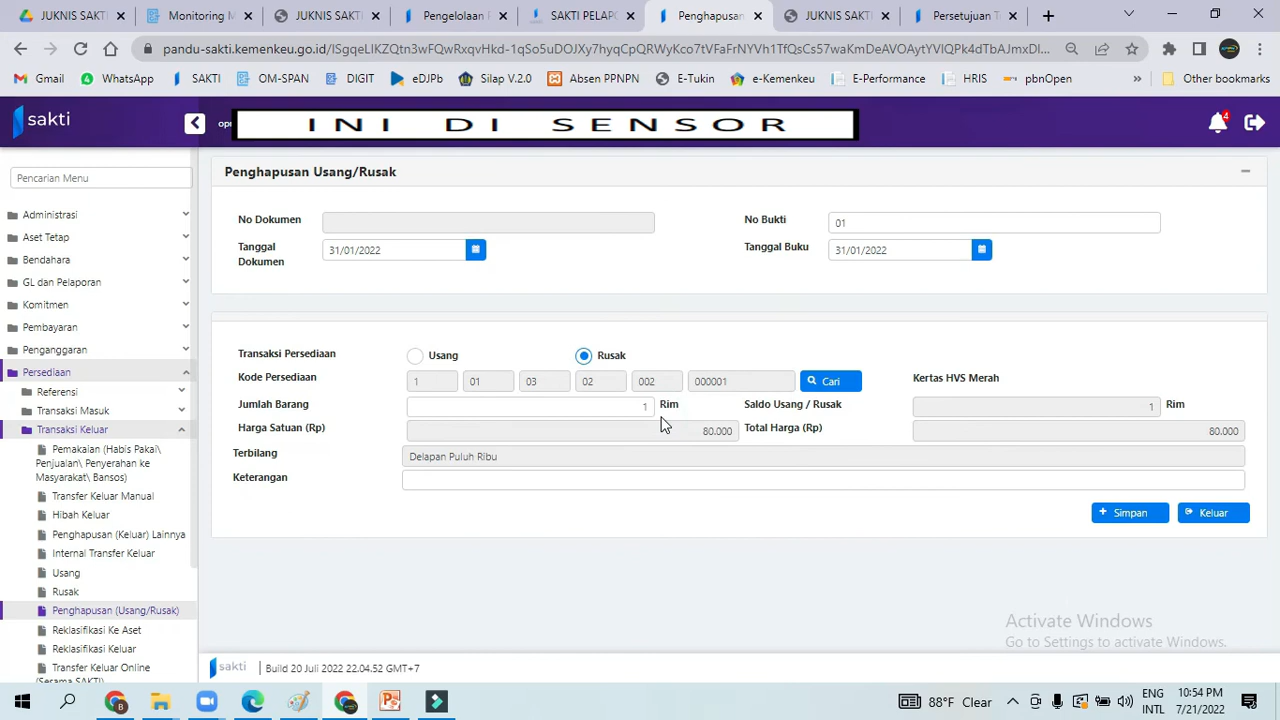 JUKNIS SAKTI
Monitoring M
JUKNIS SAKTI
Pengelolaan P
SAKTI PELAPO
Penghapusan
JUKNIS SAKTI
Persetujuan T
Gmail
WhatsApp
SAKTI
OM-SPAN
DIGIT
eDJPb
Silap V.2.0
Absen PPNPN
E-Tukin
e-Kemenkeu
E-Performance
HRIS
pbnOpen
»
Other bookmarks
sakti
ope
INI DI SENSOR
4
Pencarian Menu
Administrasi
Aset Tetap
Bendahara
GL dan Pelaporan
Komitmen
Pembayaran
Penganggaran
Persediaan
Referensi
Transaksi Masuk
Transaksi Keluar
Pemakaian (Habis Pakai\
Penjualan\ Penyerahan ke
Masyarakat\ Bansos)
Transfer Keluar Manual
Hibah Keluar
Penghapusan (Keluar) Lainnya
Internal Transfer Keluar
Usang
Rusak
Penghapusan (Usang/Rusak)
Reklasifikasi Ke Aset
Reklasifikasi Keluar
Transfer Keluar Online
(Sesama SAKTI)
Penghapusan Usang/Rusak
No Dokumen
No Bukti 01
Tanggal
Dokumen 31/01/2022
Tanggal Buku 31/01/2022
Transaksi Persediaan Usang Rusak
Kode Persediaan 1 01 03 02 002 000001 Cari Kertas HVS Merah
Jumlah Barang 1 Rim Saldo Usang / Rusak 1 Rim
Harga Satuan (Rp) 80.000 Total Harga (Rp) 80.000
Terbilang Delapan Puluh Ribu
Keterangan
Simpan Keluar
Activate Windows
Go to Settings to activate Windows.
sakti Build 20 Juli 2022 22.04.52 GMT+7
88°F Clear
ENG
INTL
10:54 PM
7/21/2022